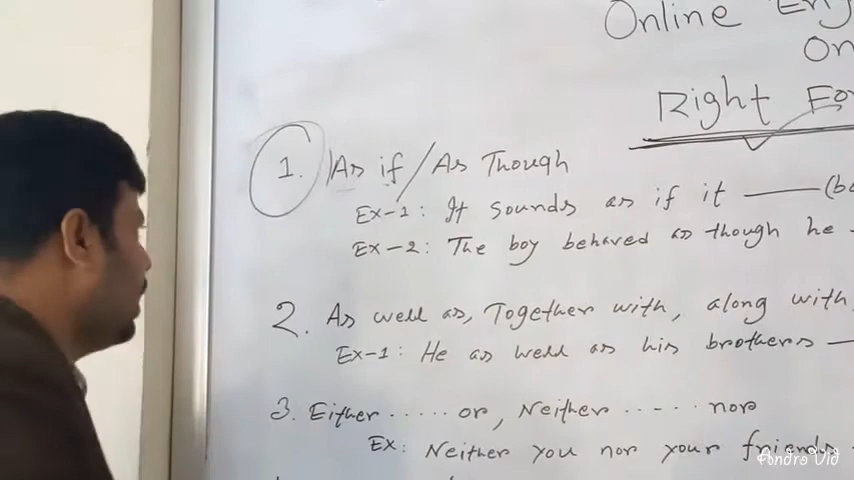 Online
Right
1. As if / As Though
Ex-1: It sounds as if it ——— (
Ex-2: The boy behaved as though he
2. As well as, Together with, along with,
Ex-1: He as well as his brothers —
3. Either ..... or, Neither ..... nor
Ex: Neither you nor your friends
Andro Vid